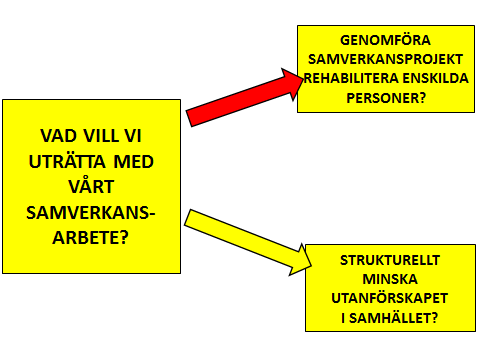 VAD VILL VI
UTRÄTTA MED
VÅRT
SAMVERKANS-
ARBETE?
GENOMFÖRA
SAMVERKANSPROJEKT
REHABILITERA ENSKILDA
PERSONER?
STRUKTURELLT
MINSKA
UTANFÖRSKAPET
I SAMHÄLLET?